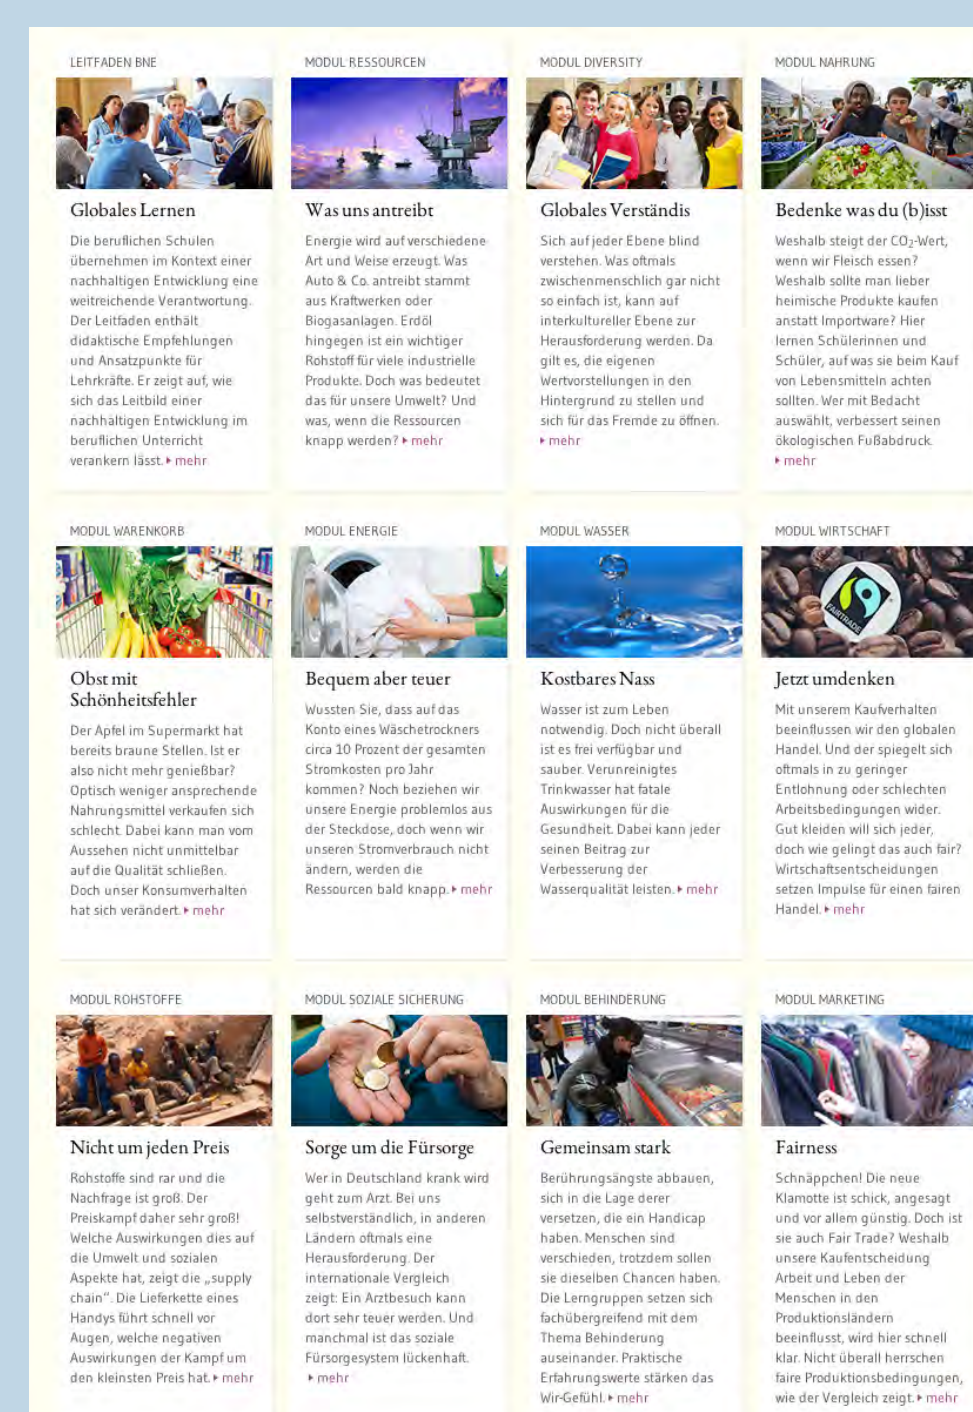 LEITFADEN BNE
Globales Lernen
Die beruflichen Schulen
übernehmen im Kontext einer
nachhaltigen Entwicklung eine
weitreichende Verantwortung.
Der Leitfaden enthält
didaktische Empfehlungen
und Ansatzpunkte für
Lehrkräfte. Er zeigt auf, wie
sich das Leitbild einer
nachhaltigen Entwicklung im
beruflichen Unterricht
verankern lässt. ▸ mehr
MODUL RESSOURCEN
Was uns antreibt
Energie wird auf verschiedene
Art und Weise erzeugt. Was
Auto & Co. antreibt stammt
aus Kraftwerken oder
Biogasanlagen. Erdöl
hingegen ist ein wichtiger
Rohstoff für viele industrielle
Produkte. Doch was bedeutet
das für unsere Umwelt? Und
was, wenn die Ressourcen
knapp werden? ▸ mehr
MODUL DIVERSITY
Globales Verständis
Sich auf jeder Ebene blind
verstehen. Was oftmals
zwischenmenschlich gar nicht
so einfach ist, kann auf
interkultureller Ebene zur
Herausforderung werden. Da
gilt es, die eigenen
Wertvorstellungen in den
Hintergrund zu stellen und
sich für das Fremde zu öffnen.
▸ mehr
MODUL NAHRUNG
Bedenke was du (b)isst
Weshalb steigt der CO₂-Wert,
wenn wir Fleisch essen?
Weshalb sollte man lieber
heimische Produkte kaufen
anstatt Importware? Hier
lernen Schülerinnen und
Schüler, auf was sie beim Kauf
von Lebensmitteln achten
sollten. Wer mit Bedacht
auswählt, verbessert seinen
ökologischen Fußabdruck.
▸ mehr
MODUL WARENKORB
Obst mit
Schönheitsfehler
Der Apfel im Supermarkt hat
bereits braune Stellen. Ist er
also nicht mehr genießbar?
Optisch weniger ansprechende
Nahrungsmittel verkaufen sich
schlecht. Dabei kann man vom
Aussehen nicht unmittelbar
auf die Qualität schließen.
Doch unser Konsumverhalten
hat sich verändert. ▸ mehr
MODUL ENERGIE
Bequem aber teuer
Wussten Sie, dass auf das
Konto eines Wäschetrockners
circa 10 Prozent der gesamten
Stromkosten pro Jahr
kommen? Noch beziehen wir
unsere Energie problemlos aus
der Steckdose, doch wenn wir
unseren Stromverbrauch nicht
ändern, werden die
Ressourcen bald knapp. ▸ mehr
MODUL WASSER
Kostbares Nass
Wasser ist zum Leben
notwendig. Doch nicht überall
ist es frei verfügbar und
sauber. Verunreinigtes
Trinkwasser hat fatale
Auswirkungen für die
Gesundheit. Dabei kann jeder
seinen Beitrag zur
Verbesserung der
Wasserqualität leisten. ▸ mehr
MODUL WIRTSCHAFT
FAIRTRADE
Jetzt umdenken
Mit unserem Kaufverhalten
beeinflussen wir den globalen
Handel. Und der spiegelt sich
oftmals in zu geringer
Entlohnung oder schlechten
Arbeitsbedingungen wider.
Gut kleiden will sich jeder,
doch wie gelingt das auch fair?
Wirtschaftsentscheidungen
setzen Impulse für einen fairen
Handel. ▸ mehr
MODUL ROHSTOFFE
Nicht um jeden Preis
Rohstoffe sind rar und die
Nachfrage ist groß. Der
Preiskampf daher sehr groß!
Welche Auswirkungen dies auf
die Umwelt und sozialen
Aspekte hat, zeigt die „supply
chain“. Die Lieferkette eines
Handys führt schnell vor
Augen, welche negativen
Auswirkungen der Kampf um
den kleinsten Preis hat. ▸ mehr
MODUL SOZIALE SICHERUNG
Sorge um die Fürsorge
Wer in Deutschland krank wird
geht zum Arzt. Bei uns
selbstverständlich, in anderen
Ländern oftmals eine
Herausforderung. Der
internationale Vergleich
zeigt: Ein Arztbesuch kann
dort sehr teuer werden. Und
manchmal ist das soziale
Fürsorgesystem lückenhaft.
▸ mehr
MODUL BEHINDERUNG
Gemeinsam stark
Berührungsängste abbauen,
sich in die Lage derer
versetzen, die ein Handicap
haben. Menschen sind
verschieden, trotzdem sollen
sie dieselben Chancen haben.
Die Lerngruppen setzen sich
fachübergreifend mit dem
Thema Behinderung
auseinander. Praktische
Erfahrungswerte stärken das
Wir-Gefühl. ▸ mehr
MODUL MARKETING
Fairness
Schnäppchen! Die neue
Klamotte ist schick, angesagt
und vor allem günstig. Doch ist
sie auch Fair Trade? Weshalb
unsere Kaufentscheidung
Arbeit und Leben der
Menschen in den
Produktionsländern
beeinflusst, wird hier schnell
klar. Nicht überall herrschen
faire Produktionsbedingungen,
wie der Vergleich zeigt. ▸ mehr